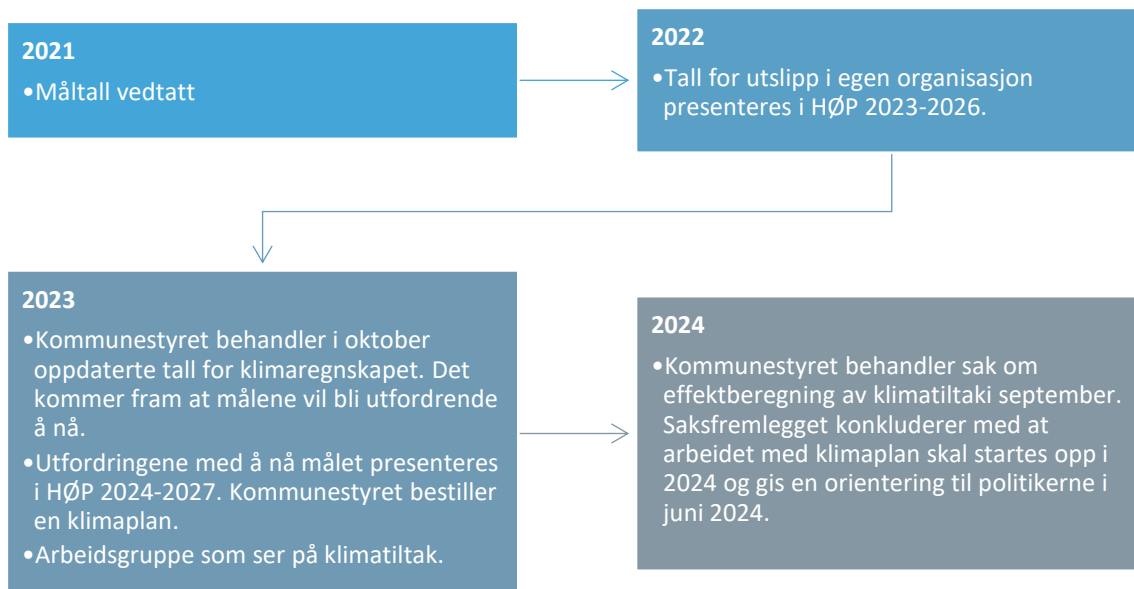 2021
•Måltall vedtatt
2022
•Tall for utslipp i egen organisasjon
presenteres i HØP 2023-2026.
2023
•Kommunestyret behandler i oktober
oppdaterte tall for klimaregnskapet. Det
kommer fram at målene vil bli utfordrende
å nå.
•Utfordringene med å nå målet presenteres
i HØP 2024-2027. Kommunestyret bestiller
en klimaplan.
•Arbeidsgruppe som ser på klimatiltak.
2024
•Kommunestyret behandler sak om
effektberegning av klimatiltaki september.
Saksfremlegget konkluderer med at
arbeidet med klimaplan skal startes opp i
2024 og gis en orientering til politikerne i
juni 2024.